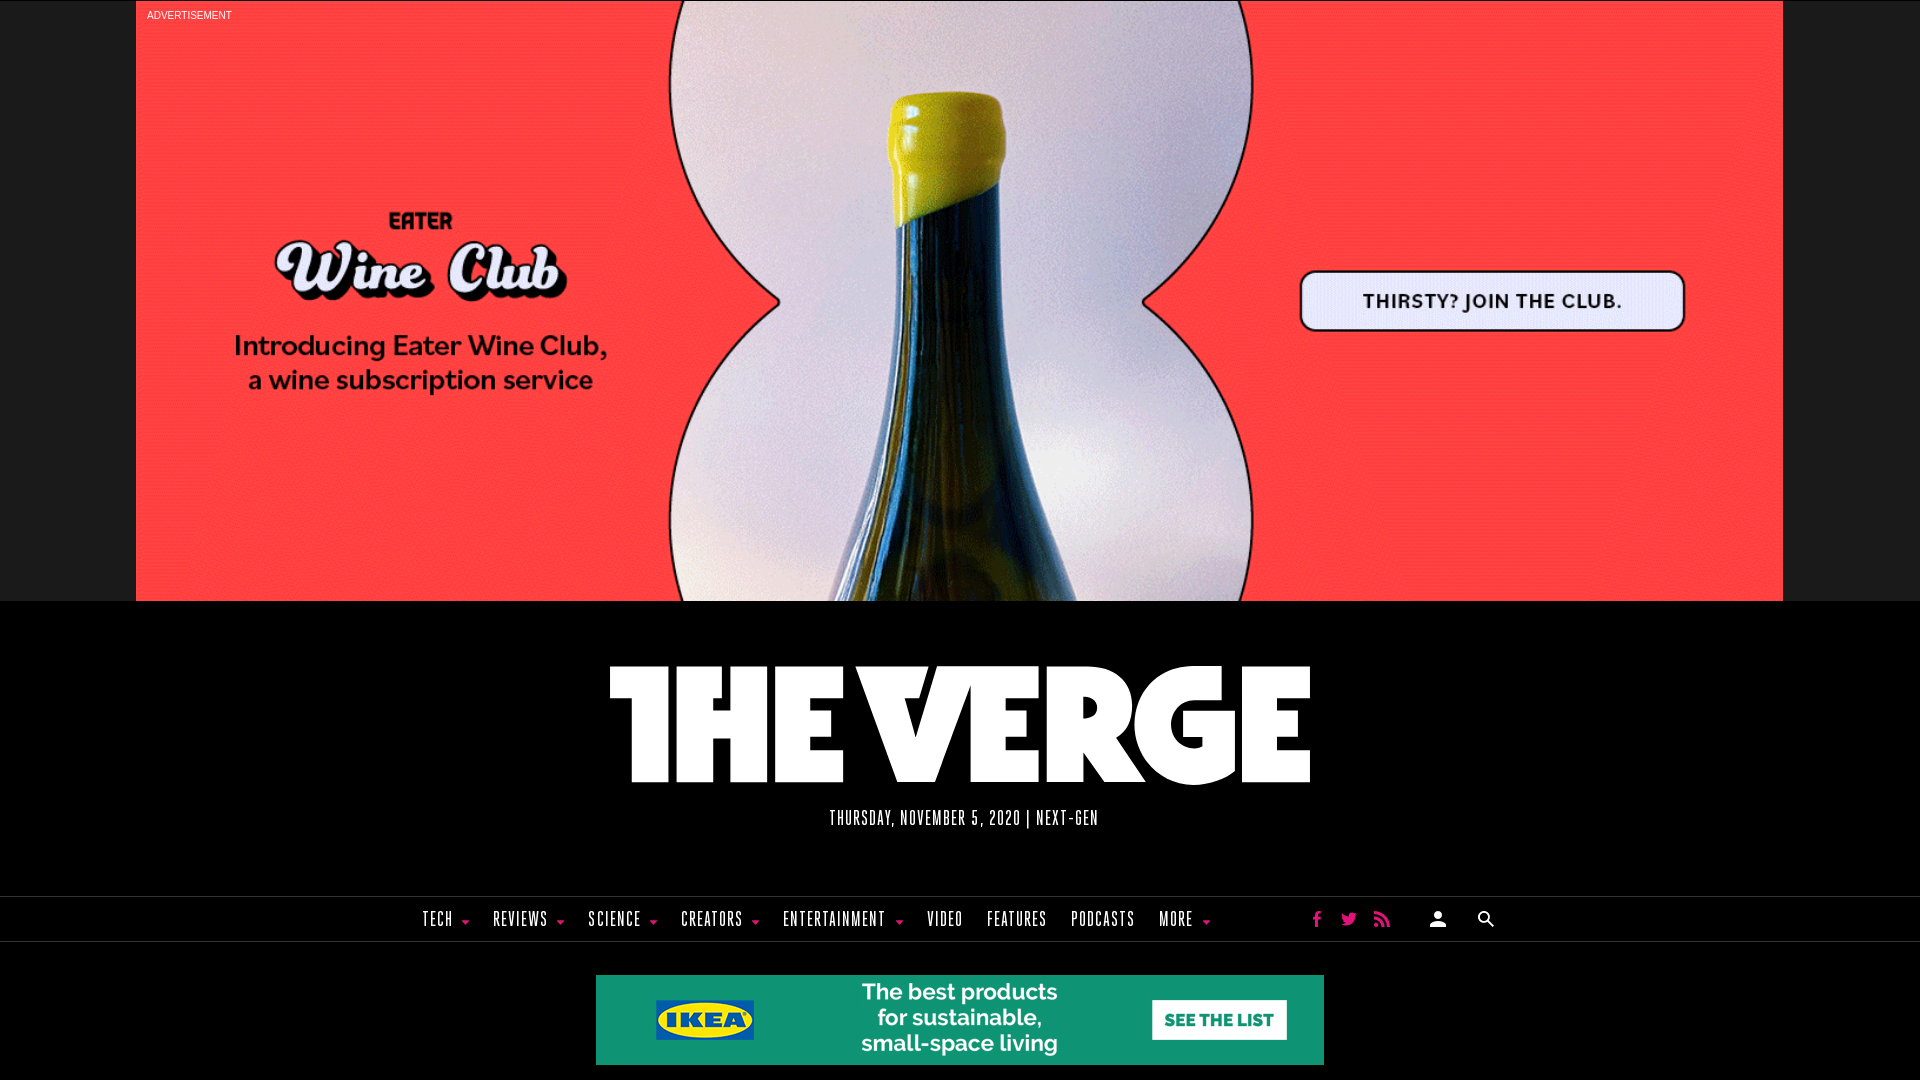 ADVERTISEMENT
EATER
Wine Club
Introducing Eater Wine Club,
a wine subscription service
THIRSTY? JOIN THE CLUB.
THE VERGE
THURSDAY, NOVEMBER 5, 2020 | NEXT-GEN
TECH REVIEWS SCIENCE CREATORS ENTERTAINMENT VIDEO FEATURES PODCASTS MORE
IKEA
The best products
for sustainable,
small-space living
SEE THE LIST